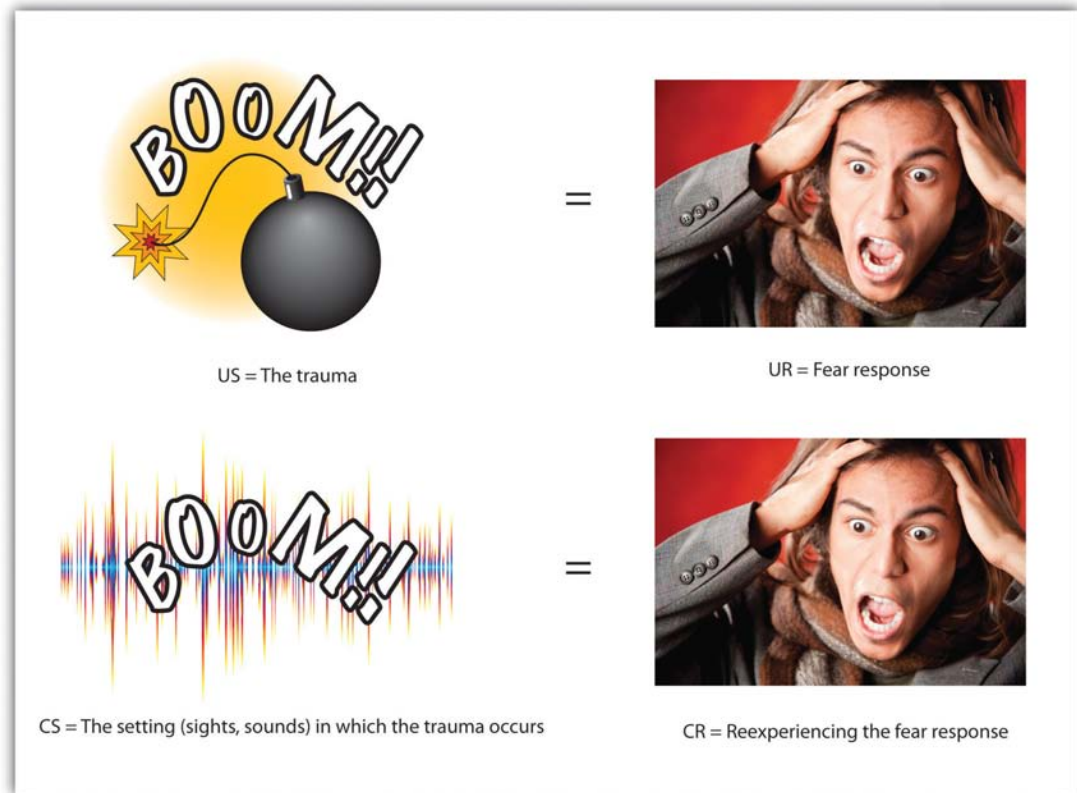 BOOM!!
=
US = The trauma
UR = Fear response
BOOM!!
=
CS = The setting (sights, sounds) in which the trauma occurs
CR = Reexperiencing the fear response